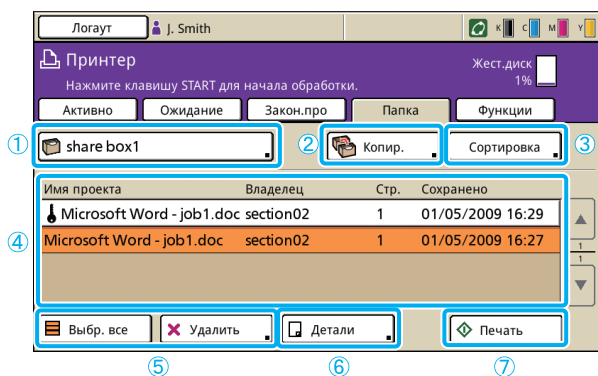 Логаут J. Smith K C M Y
Принтер Жест.диск
Нажмите клавишу START для начала обработки. 1%
Активно Ожидание Закон.про Папка Функции
① share box1 ② Копир. Сортировка ③
Имя проекта Владелец Стр. Сохранено
Microsoft Word - job1.doc section02 1 01/05/2009 16:29
④ Microsoft Word - job1.doc section02 1 01/05/2009 16:27
1
1
Выбр. все Удалить Детали Печать
⑤ ⑥ ⑦